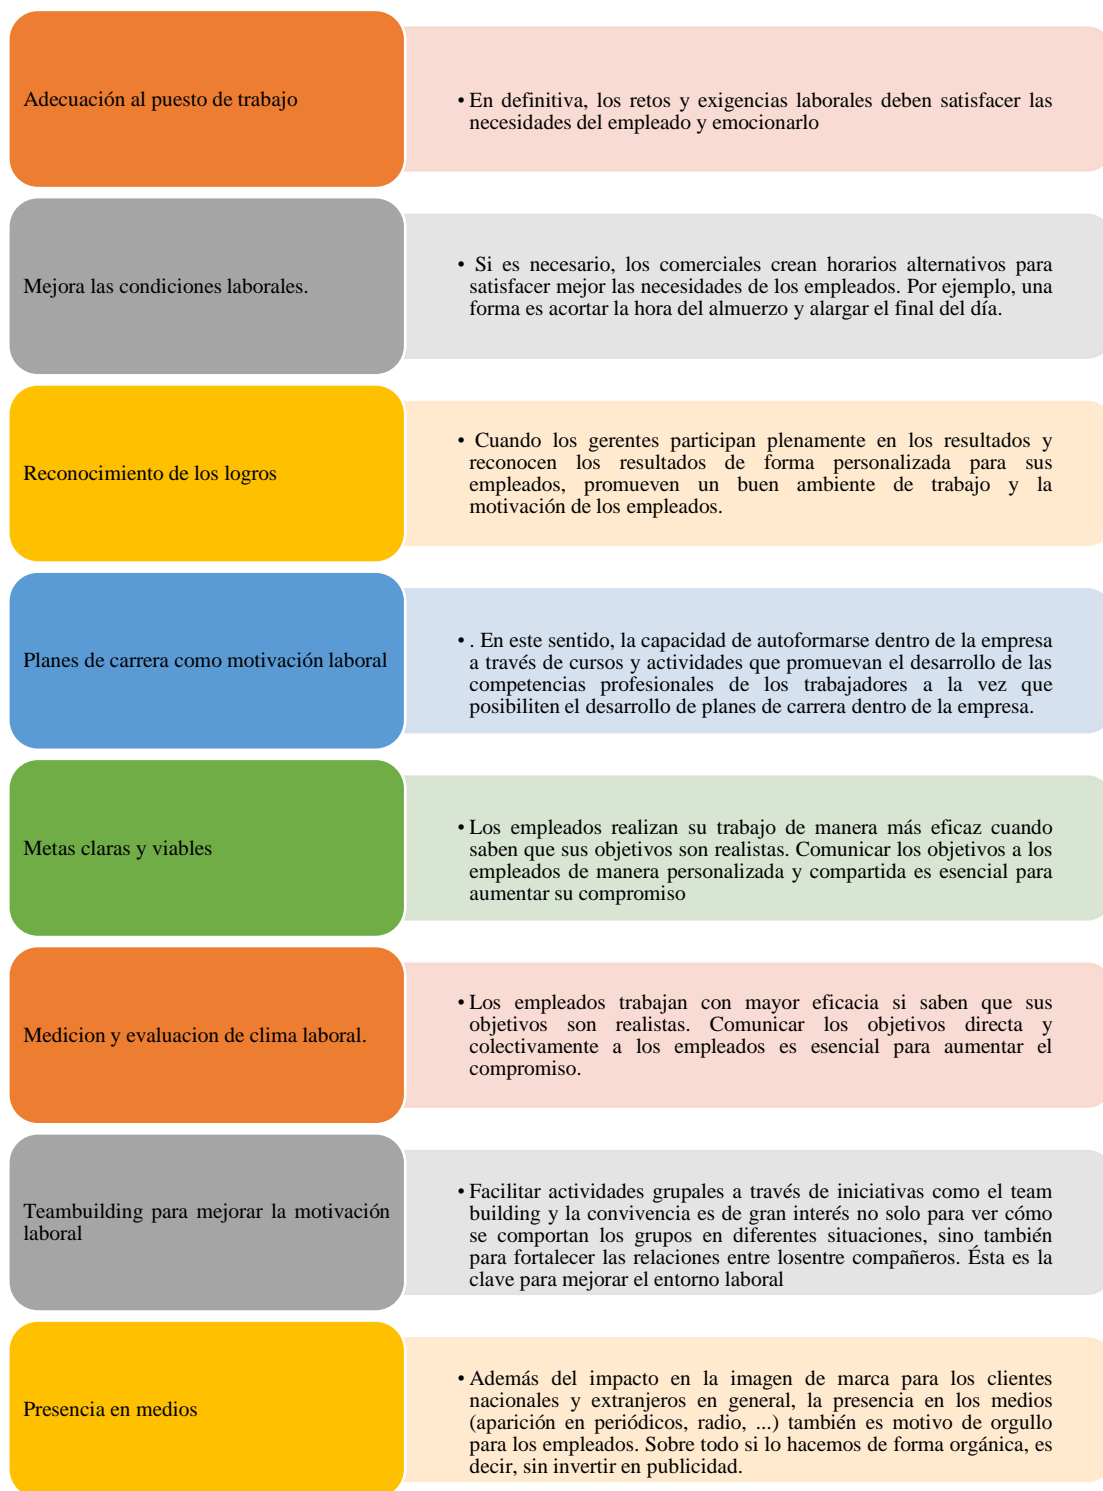 Adecuación al puesto de trabajo
• En definitiva, los retos y exigencias laborales deben satisfacer las
necesidades del empleado y emocionarlo
Mejora las condiciones laborales.
• Si es necesario, los comerciales crean horarios alternativos para
satisfacer mejor las necesidades de los empleados. Por ejemplo, una
forma es acortar la hora del almuerzo y alargar el final del día.
Reconocimiento de los logros
• Cuando los gerentes participan plenamente en los resultados y
reconocen los resultados de forma personalizada para sus
empleados, promueven un buen ambiente de trabajo y la
motivación de los empleados.
Planes de carrera como motivación laboral
• . En este sentido, la capacidad de autoformarse dentro de la empresa
a través de cursos y actividades que promuevan el desarrollo de las
competencias profesionales de los trabajadores a la vez que
posibiliten el desarrollo de planes de carrera dentro de la empresa.
Metas claras y viables
• Los empleados realizan su trabajo de manera más eficaz cuando
saben que sus objetivos son realistas. Comunicar los objetivos a los
empleados de manera personalizada y compartida es esencial para
aumentar su compromiso
Medicion y evaluacion de clima laboral.
• Los empleados trabajan con mayor eficacia si saben que sus
objetivos son realistas. Comunicar los objetivos directa y
colectivamente a los empleados es esencial para aumentar el
compromiso.
Teambuilding para mejorar la motivación
laboral
• Facilitar actividades grupales a través de iniciativas como el team
building y la convivencia es de gran interés no solo para ver cómo
se comportan los grupos en diferentes situaciones, sino también
para fortalecer las relaciones entre losentre compañeros. Ésta es la
clave para mejorar el entorno laboral
Presencia en medios
• Además del impacto en la imagen de marca para los clientes
nacionales y extranjeros en general, la presencia en los medios
(aparición en periódicos, radio, ...) también es motivo de orgullo
para los empleados. Sobre todo si lo hacemos de forma orgánica, es
decir, sin invertir en publicidad.